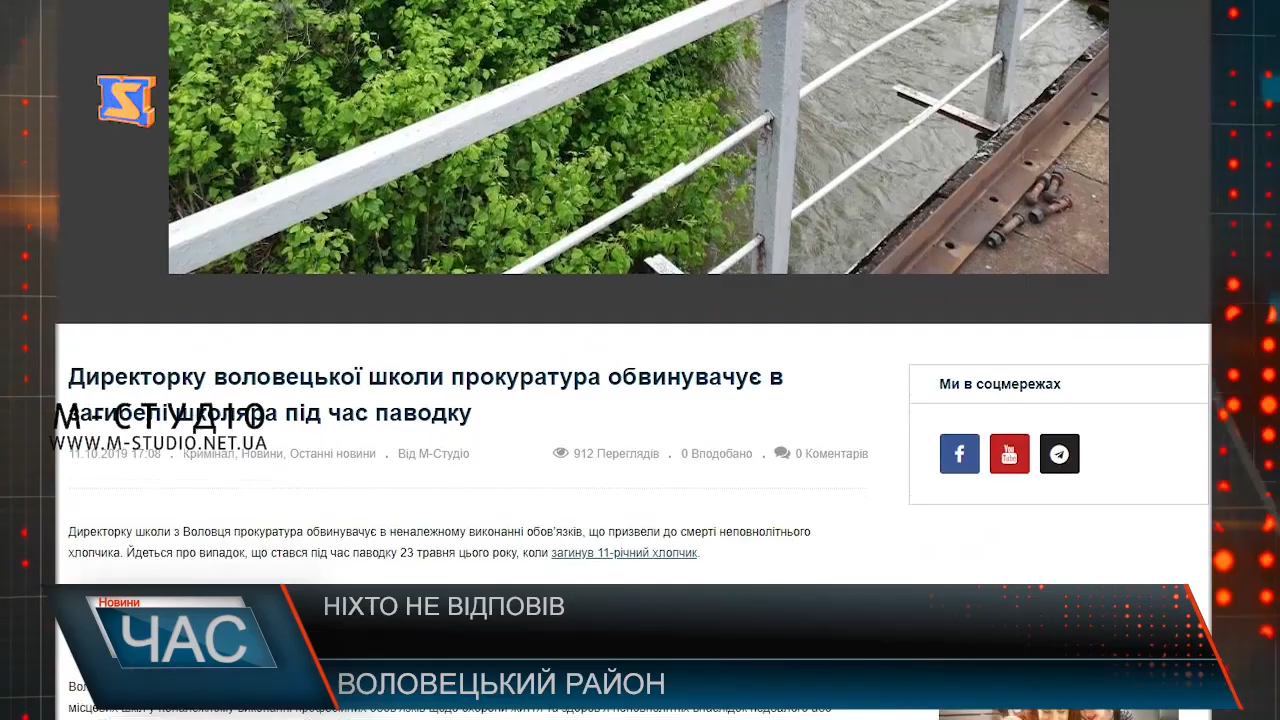 Директорку воловецької школи прокуратура обвинувачує в
загибелі школяра під час паводку
М-СТУДІО
WWW.M-STUDIO.NET.UA
11.10.2019 17:08 . Кримінал, Новини, Останні новини . Від М-Студіо
912 Переглядів . 0 Вподобано . 0 Коментарів
Ми в соцмережах
You Tube
Директорку школи з Воловця прокуратура обвинувачує в неналежному виконанні обов'язків, що призвели до смерті неповнолітнього
хлопчика. Йдеться про випадок, що стався під час паводку 23 травня цього року, коли загинув 11-річний хлопчик.
Новини
ЧАС
НІХТО НЕ ВІДПОВІВ
ВОЛОВЕЦЬКИЙ РАЙОН